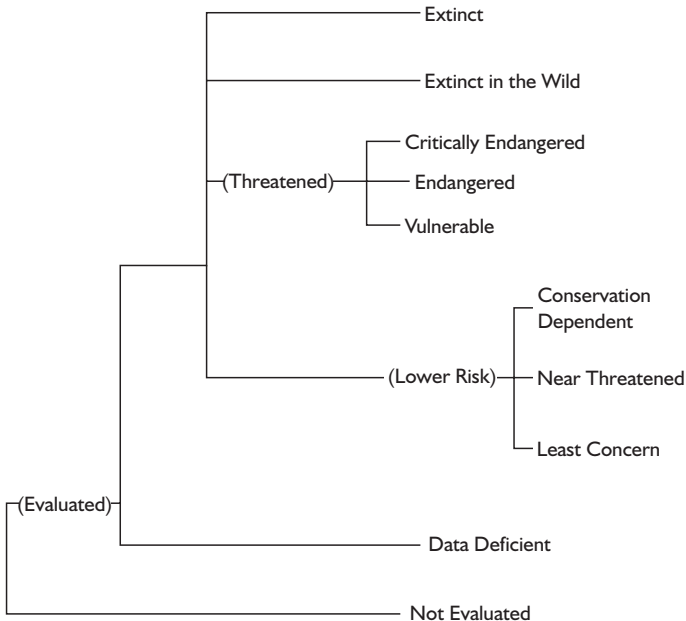 Extinct
Extinct in the Wild
Critically Endangered
(Threatened)
Endangered
Vulnerable
Conservation
Dependent
(Lower Risk)
Near Threatened
Least Concern
(Evaluated)
Data Deficient
Not Evaluated